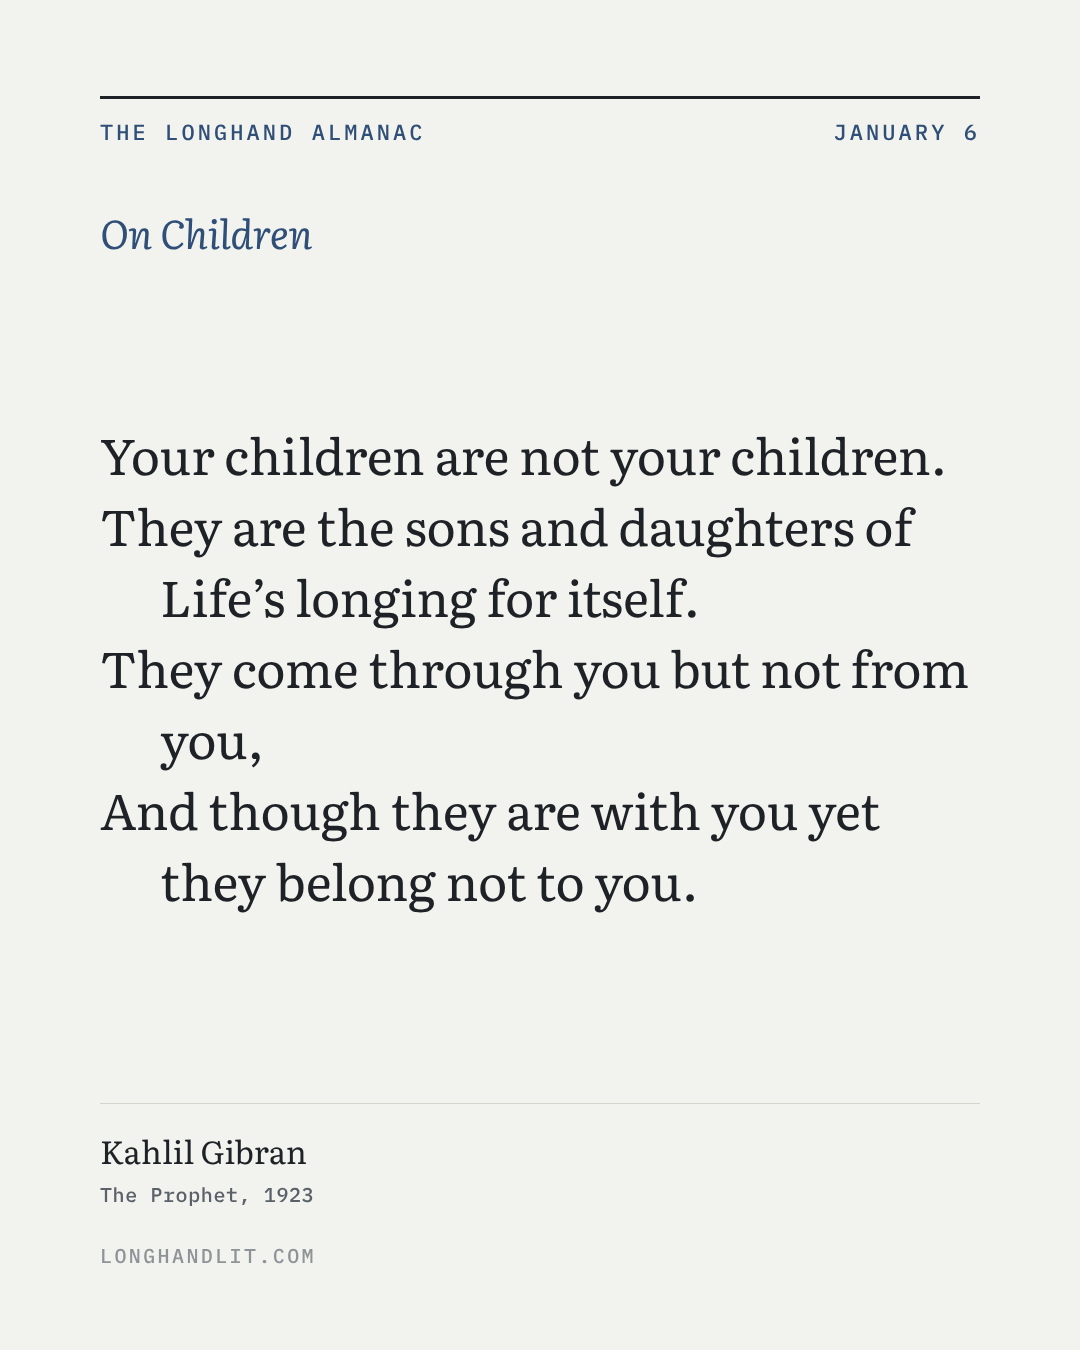 THE LONGHAND ALMANAC
JANUARY 6
On Children
Your children are not your children.
They are the sons and daughters of
Life’s longing for itself.
They come through you but not from
you,
And though they are with you yet
they belong not to you.
Kahlil Gibran
The Prophet, 1923
LONGHANDLIT.COM